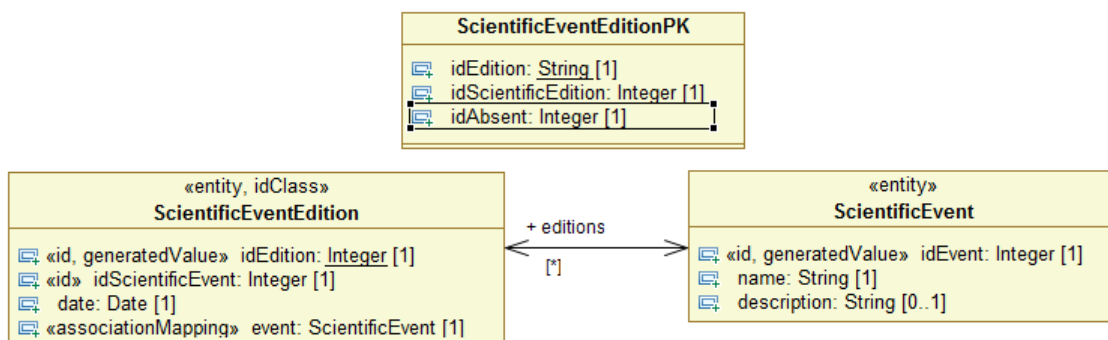 ScientificEventEditionPK
idEdition: String [1]
idScientificEdition: Integer [1]
idAbsent: Integer [1]
«entity, idClass»
ScientificEventEdition
«id, generatedValue» idEdition: Integer [1]
«id» idScientificEvent: Integer [1]
date: Date [1]
«associationMapping» event: ScientificEvent [1]
+ editions
[*]
«entity»
ScientificEvent
«id, generatedValue» idEvent: Integer [1]
name: String [1]
description: String [0..1]